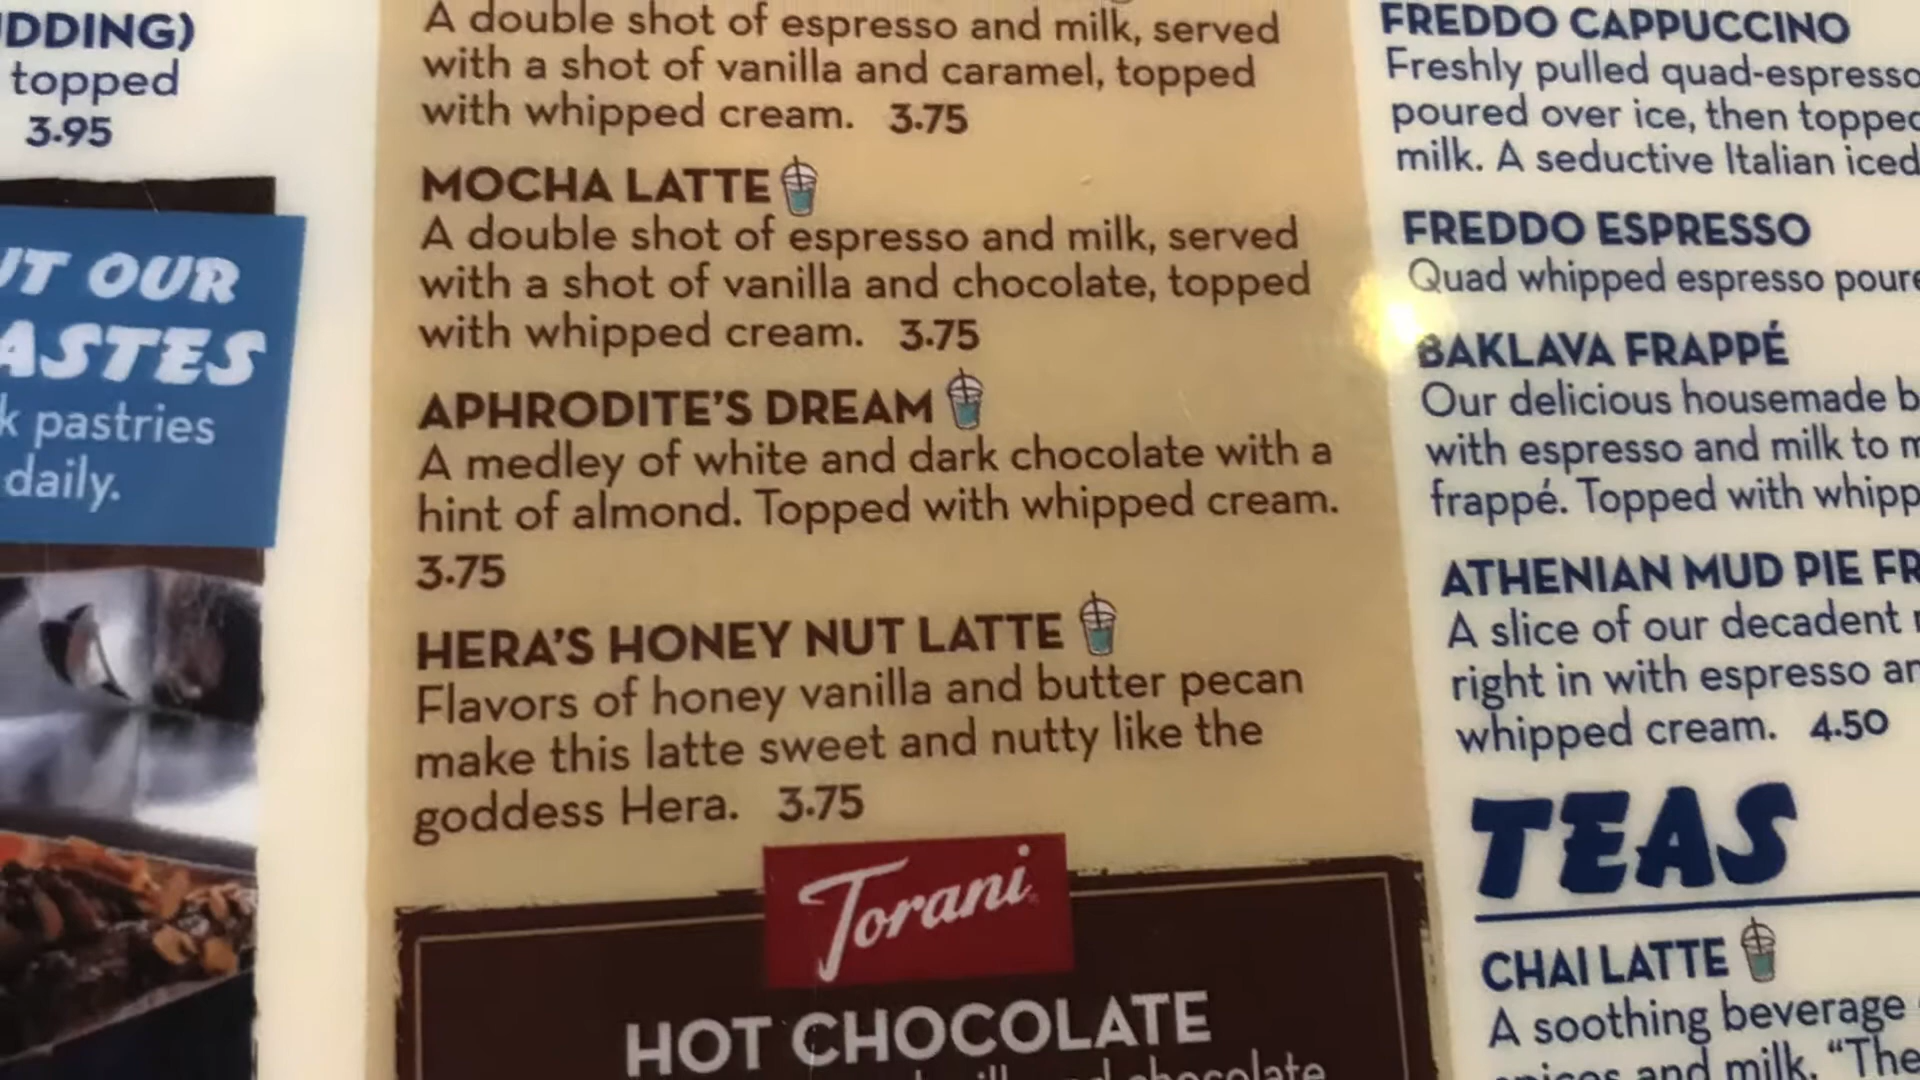 DDING)
topped
3.95
UT OUR
ASTES
k pastries
daily.
A double shot of espresso and milk, served
with a shot of vanilla and caramel, topped
with whipped cream. 3.75
MOCHA LATTE
A double shot of espresso and milk, served
with a shot of vanilla and chocolate, topped
with whipped cream. 3.75
APHRODITE'S DREAM
A medley of white and dark chocolate with a
hint of almond. Topped with whipped cream.
3.75
HERA'S HONEY NUT LATTE
Flavors of honey vanilla and butter pecan
make this latte sweet and nutty like the
goddess Hera. 3.75
Torani
HOT CHOCOLATE
chocolate
FREDDO CAPPUCCINO
Freshly pulled quad-espresso
poured over ice, then topped
milk. A seductive Italian iced
FREDDO ESPRESSO
Quad whipped espresso poure
BAKLAVA FRAPPÉ
Our delicious housemade b
with espresso and milk to m
frappé. Topped with whipp
ATHENIAN MUD PIE FR
A slice of our decadent
right in with espresso an
whipped cream. 4.50
TEAS
CHAI LATTE
A soothing beverage
and milk. "The